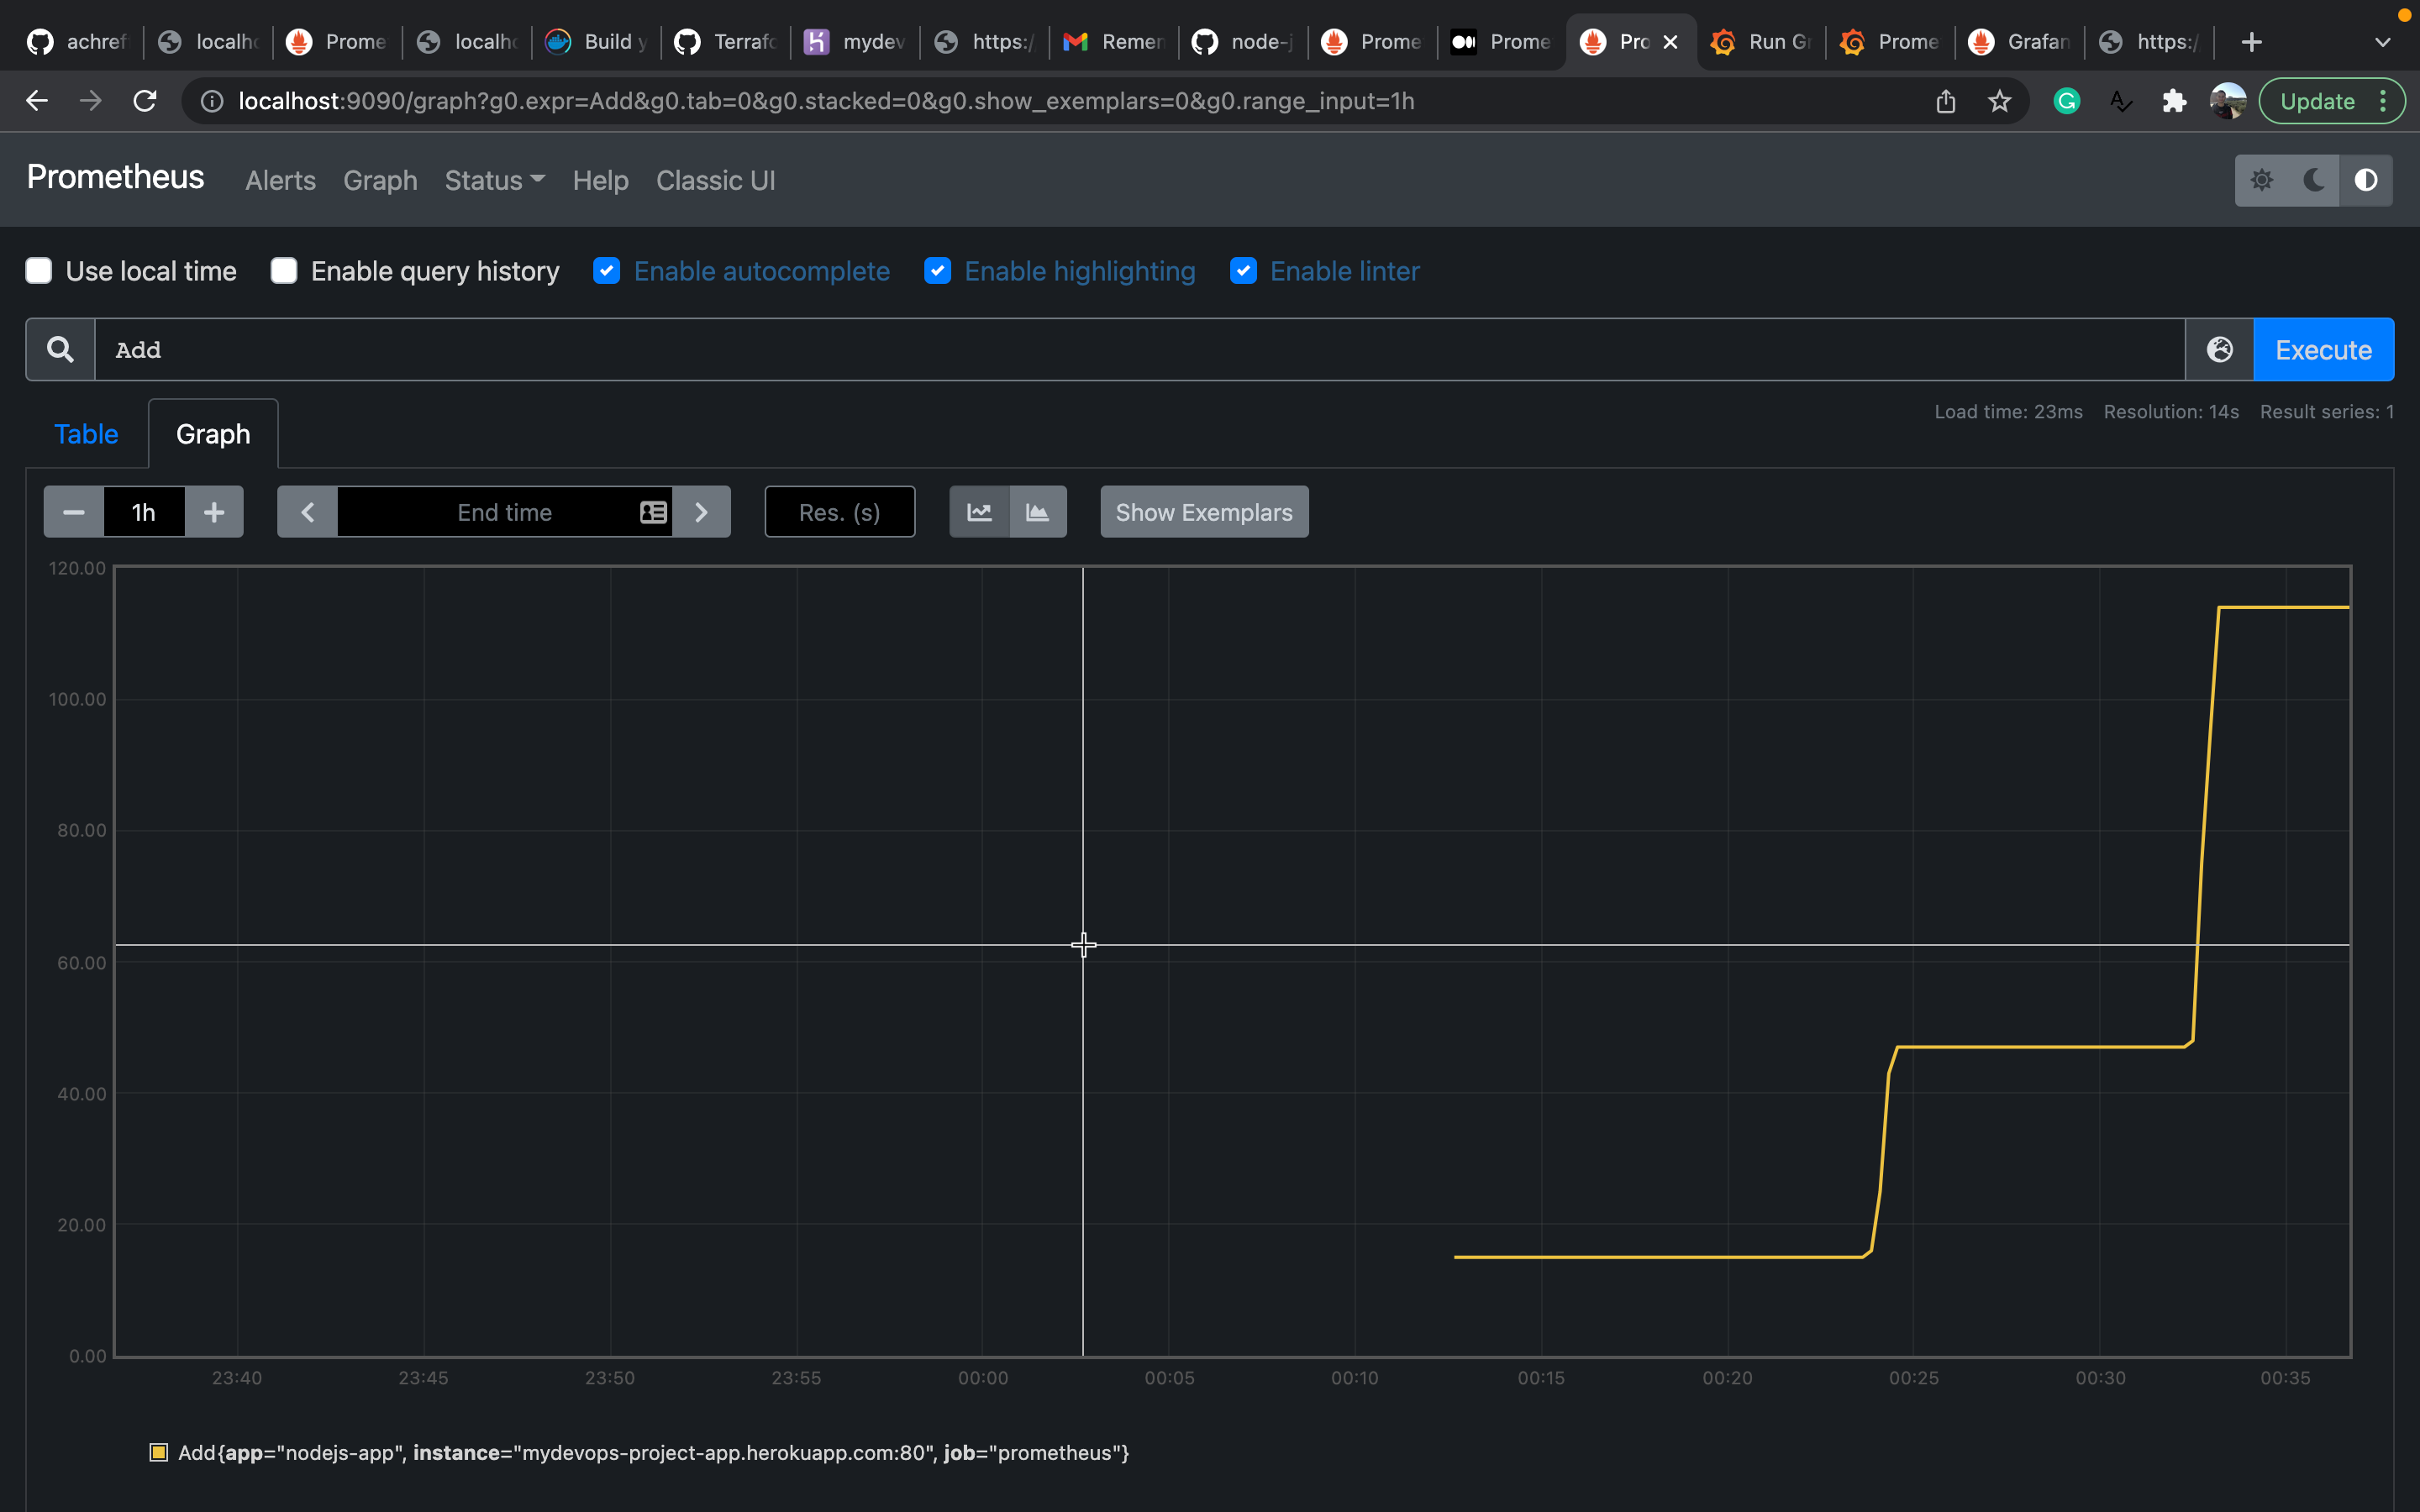 achref localho Prome localho Build y Terrafo mydev https:/ Remem node-j Prome Prome Pro Run Gr Prome Grafan https:/
localhost:9090/graph?g0.expr=Add&g0.tab=0&g0.stacked=0&g0.show_exemplars=0&g0.range_input=1h Update
Prometheus Alerts Graph Status Help Classic UI
Use local time Enable query history Enable autocomplete Enable highlighting Enable linter
Add Execute
Load time: 23ms Resolution: 14s Result series: 1
Table Graph
1h End time Res. (s) Show Exemplars
120.00
100.00
80.00
60.00
40.00
20.00
0.00
23:40 23:45 23:50 23:55 00:00 00:05 00:10 00:15 00:20 00:25 00:30 00:35
Add{app="nodejs-app", instance="mydevops-project-app.herokuapp.com:80", job="prometheus"}